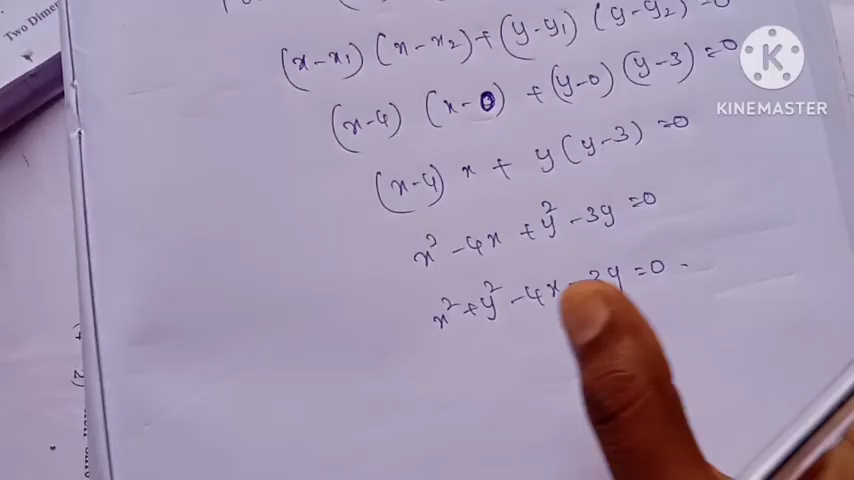 Two Dimen
(x-x₁) (x-x₂)+(y-y₁) (y-y₂)=0
(x-4) (x-0) +(y-0) (y-3)=0
(x-4) x + y(y-3) =0
x² -4x +y² -3y =0
x²+y² -4x -3y =0
KINEMASTER